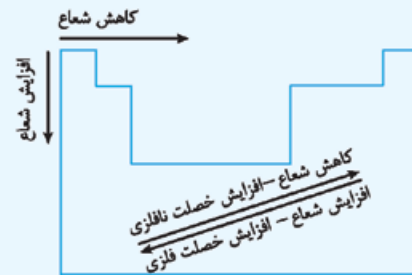 کاهش شعاع
افزایش شعاع
کاهش شعاع – افزایش خصلت نافلزی
افزایش شعاع – افزایش خصلت فلزی